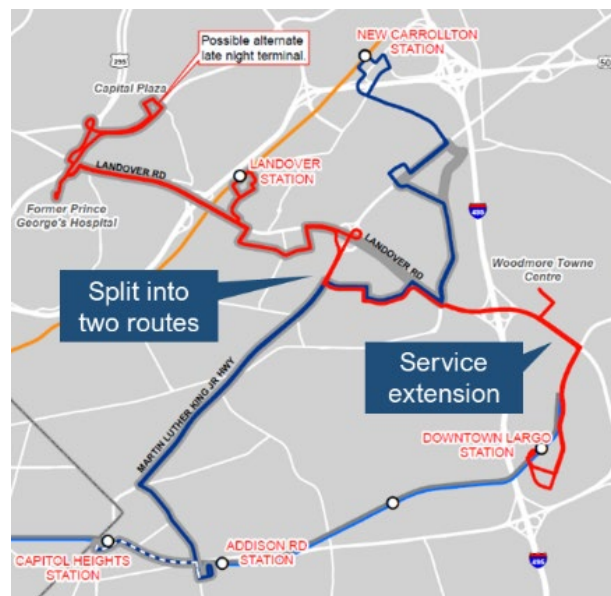 NEW CARROLLTON
STATION
Possible alternate
late night terminal.
295
50
Capital Plaza
LANDOVER RD
LANDOVER
STATION
Former Prince
George's Hospital
495
LANDOVER RD
Woodmore Towne
Centre
Split into
two routes
Service
extension
MARTIN LUTHER KING JR HWY
DOWNTOWN LARGO
STATION
ADDISON RD
STATION
CAPITOL HEIGHTS
STATION
495